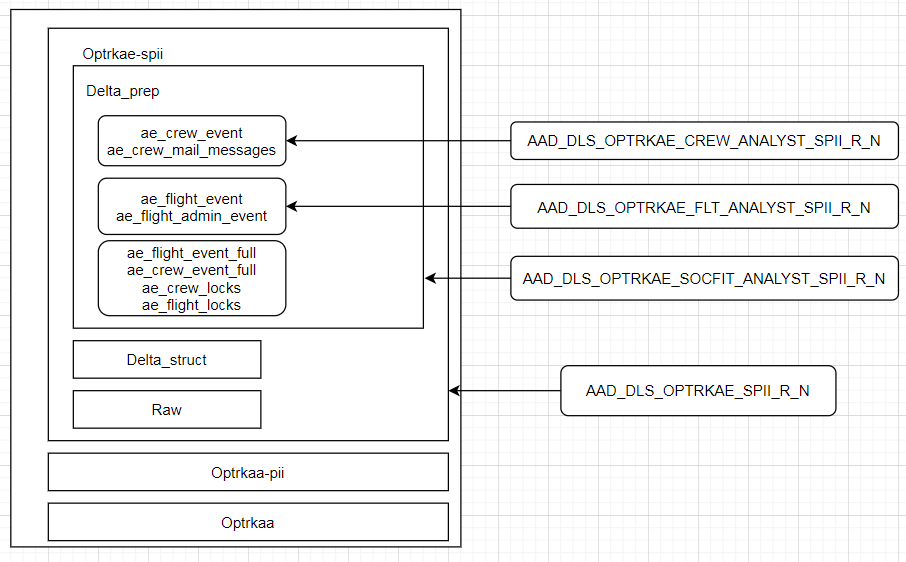 Optrkae-spii
Delta_prep
ae_crew_event
ae_crew_mail_messages
AAD_DLS_OPTRKAE_CREW_ANALYST_SPII_R_N
ae_flight_event
ae_flight_admin_event
AAD_DLS_OPTRKAE_FLT_ANALYST_SPII_R_N
ae_flight_event_full
ae_crew_event_full
ae_crew_locks
ae_flight_locks
AAD_DLS_OPTRKAE_SOCFIT_ANALYST_SPII_R_N
Delta_struct
Raw
AAD_DLS_OPTRKAE_SPII_R_N
Optrkaa-pii
Optrkaa